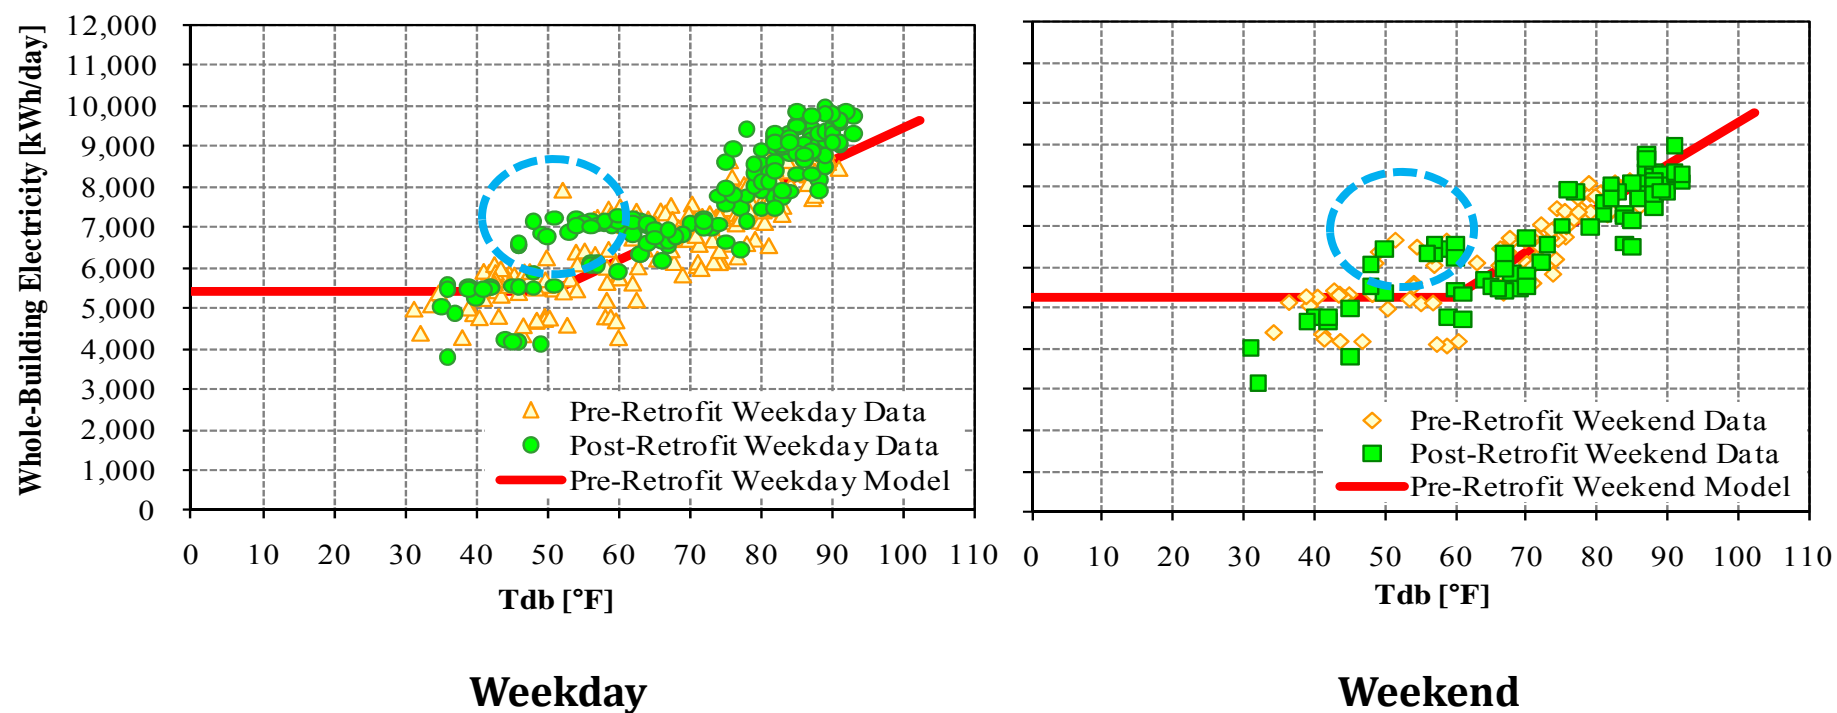 Whole-Building Electricity [kWh/day]
12,000
11,000
10,000
9,000
8,000
7,000
6,000
5,000
4,000
3,000
2,000
1,000
0
Pre-Retrofit Weekday Data
Post-Retrofit Weekday Data
Pre-Retrofit Weekday Model
0 10 20 30 40 50 60 70 80 90 100 110
Tdb [°F]
Weekday
Pre-Retrofit Weekend Data
Post-Retrofit Weekend Data
Pre-Retrofit Weekend Model
0 10 20 30 40 50 60 70 80 90 100 110
Tdb [°F]
Weekend